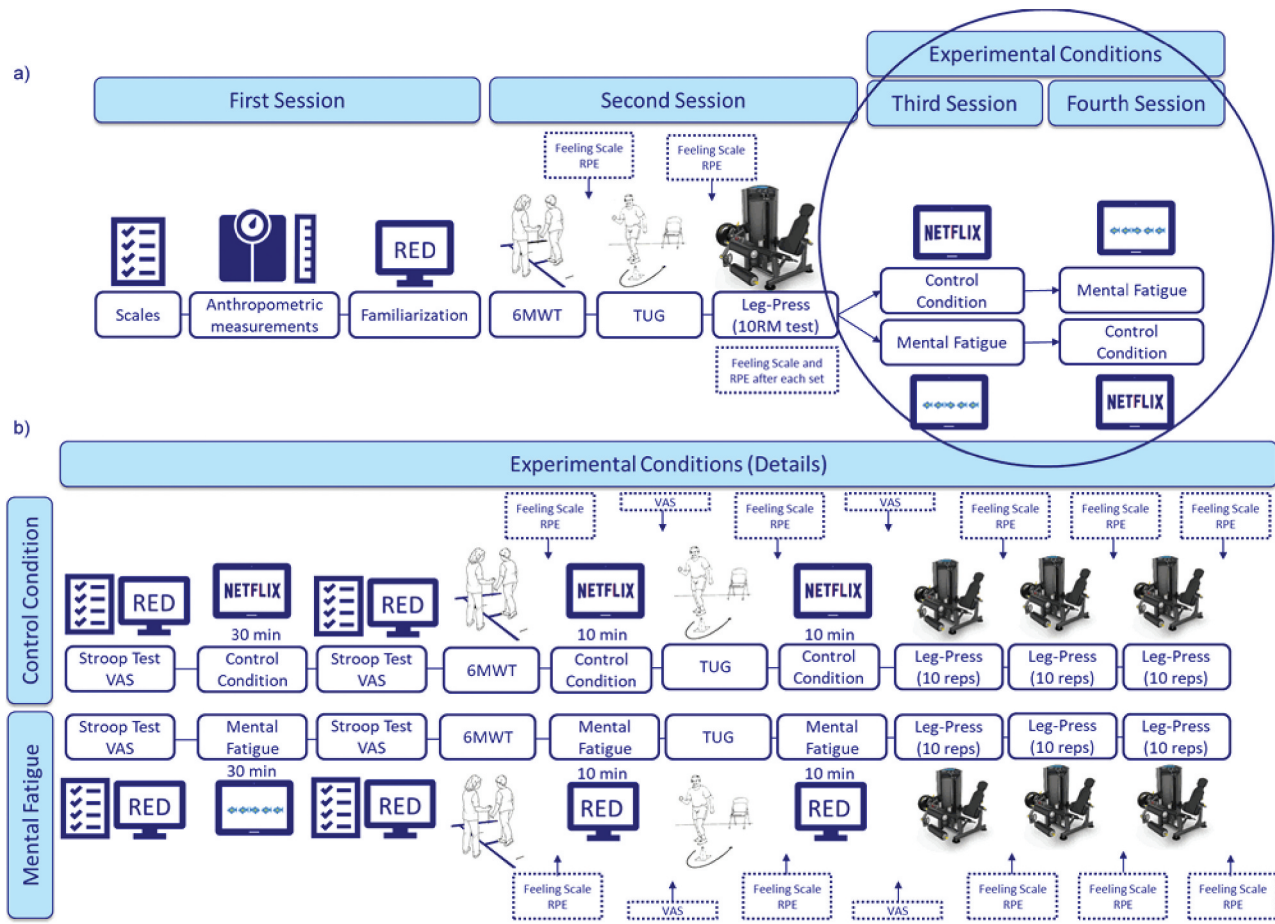 a)
Experimental Conditions
First Session
Second Session
Third Session
Fourth Session
Feeling Scale
RPE
Feeling Scale
RPE
RED
NETFLIX
Scales
Anthropometric
measurements
Familiarization
6MWT
TUG
Leg-Press
(10RM test)
Control
Condition
Mental Fatigue
Mental Fatigue
Control
Condition
Feeling Scale and
RPE after each set
NETFLIX
b)
Experimental Conditions (Details)
Control Condition
Feeling Scale
RPE
VAS
Feeling Scale
RPE
VAS
Feeling Scale
RPE
Feeling Scale
RPE
Feeling Scale
RPE
RED
NETFLIX
RED
NETFLIX
NETFLIX
30 min
10 min
10 min
Stroop Test
VAS
Control
Condition
Stroop Test
VAS
6MWT
Control
Condition
TUG
Control
Condition
Leg-Press
(10 reps)
Leg-Press
(10 reps)
Leg-Press
(10 reps)
Mental Fatigue
Stroop Test
VAS
Mental
Fatigue
Stroop Test
VAS
6MWT
Mental
Fatigue
TUG
Mental
Fatigue
Leg-Press
(10 reps)
Leg-Press
(10 reps)
Leg-Press
(10 reps)
30 min
10 min
10 min
RED
RED
RED
RED
Feeling Scale
RPE
VAS
Feeling Scale
RPE
VAS
Feeling Scale
RPE
Feeling Scale
RPE
Feeling Scale
RPE